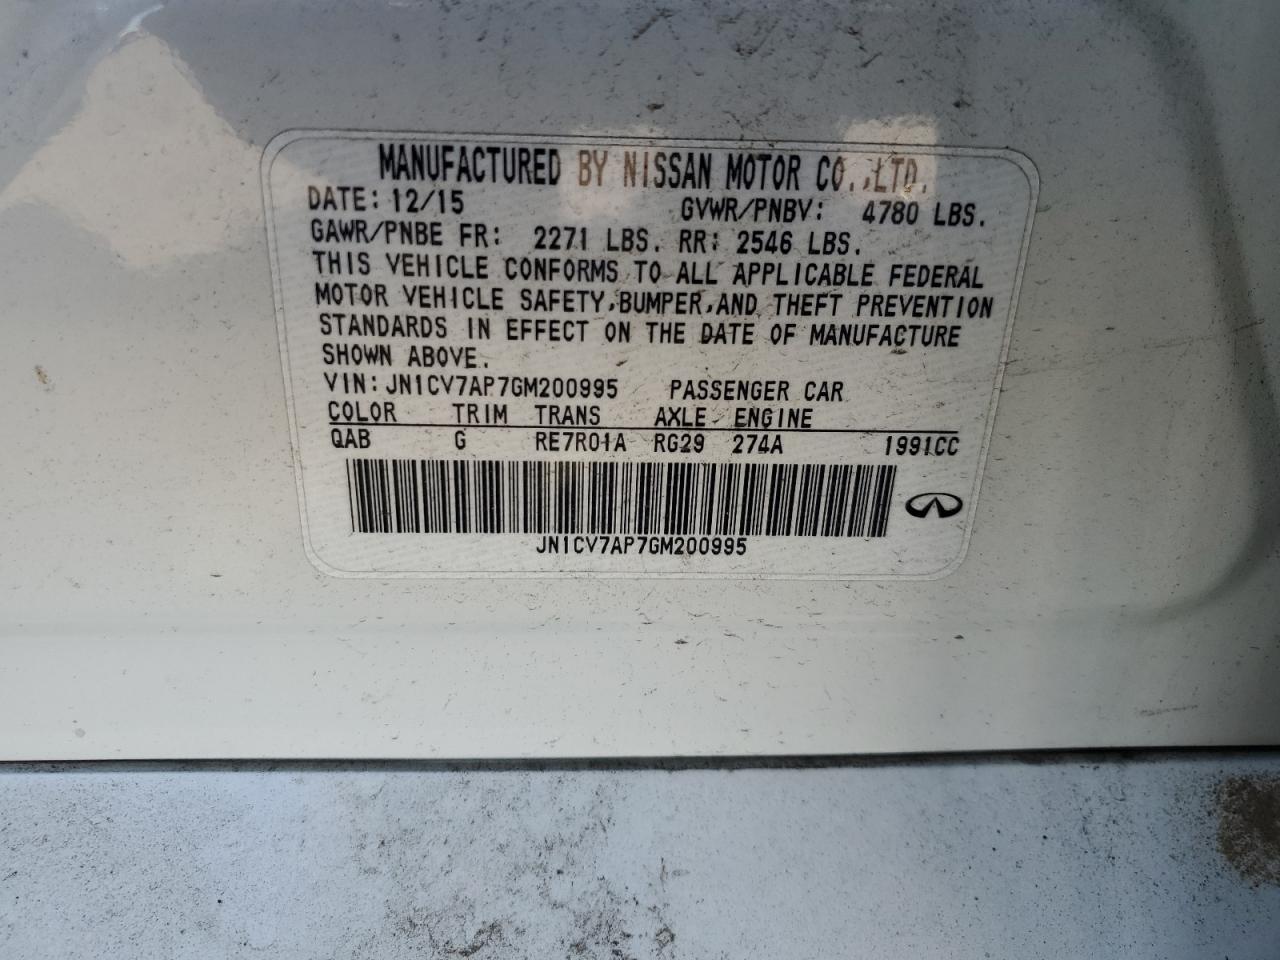 MANUFACTURED BY NISSAN MOTOR CO.,LTD.
DATE: 12/15 GVWR/PNBV: 4780 LBS.
GAWR/PNBE FR: 2271 LBS. RR: 2546 LBS.
THIS VEHICLE CONFORMS TO ALL APPLICABLE FEDERAL
MOTOR VEHICLE SAFETY,BUMPER,AND THEFT PREVENTION
STANDARDS IN EFFECT ON THE DATE OF MANUFACTURE
SHOWN ABOVE.
VIN: JN1CV7AP7GM200995 PASSENGER CAR
COLOR TRIM TRANS AXLE ENGINE
QAB G RE7R01A RG29 274A 1991CC
JN1CV7AP7GM200995